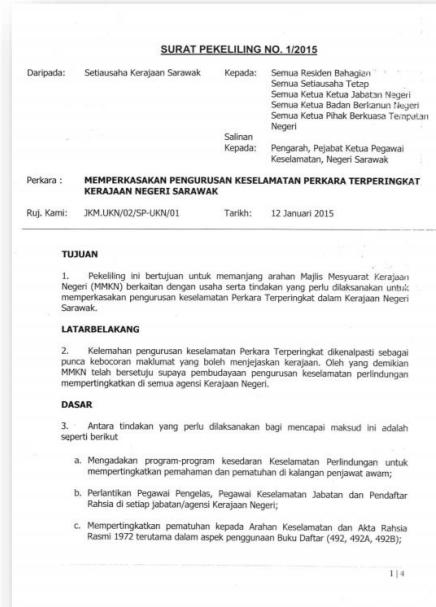 SURAT PEKELILING NO. 1/2015
Daripada: Setiausaha Kerajaan Sarawak Kepada: Semua Residen Bahagian
Semua Setiausaha Tetap
Semua Ketua Ketua Jabatan Negeri
Semua Ketua Badan Berkanun Negeri
Semua Ketua Pihak Berkuasa Tempatan
Negeri
Salinan
Kepada: Pengarah, Pejabat Ketua Pegawai
Keselamatan, Negeri Sarawak
Perkara : MEMPERKASAKAN PENGURUSAN KESELAMATAN PERKARA TERPERINGKAT
KERAJAAN NEGERI SARAWAK
Ruj. Kami: JKM.UKN/02/SP-UKN/01 Tarikh: 12 Januari 2015
TUJUAN
1. Pekeliling ini bertujuan untuk memanjang arahan Majlis Mesyuarat Kerajaan
Negeri (MMKN) berkaitan dengan usaha serta tindakan yang perlu dilaksanakan untuk
memperkasakan pengurusan keselamatan Perkara Terperingkat dalam Kerajaan Negeri
Sarawak.
LATARBELAKANG
2. Kelemahan pengurusan keselamatan Perkara Terperingkat dikenalpasti sebagai
punca kebocoran maklumat yang boleh menjejaskan kerajaan. Oleh yang demikian
MMKN telah bersetuju supaya pembudayaan pengurusan keselamatan perlindungan
mempertingkatkan di semua agensi Kerajaan Negeri.
DASAR
3. Antara tindakan yang perlu dilaksanakan bagi mencapai maksud ini adalah
seperti berikut
a. Mengadakan program-program kesedaran Keselamatan Perlindungan untuk
mempertingkatkan pemahaman dan pematuhan di kalangan penjawat awam;
b. Perlantikan Pegawai Pengelas, Pegawai Keselamatan Jabatan dan Pendaftar
Rahsia di setiap jabatan/agensi Kerajaan Negeri;
c. Mempertingkatkan pematuhan kepada Arahan Keselamatan dan Akta Rahsia
Rasmi 1972 terutama dalam aspek penggunaan Buku Daftar (492, 492A, 492B);
1 | 4